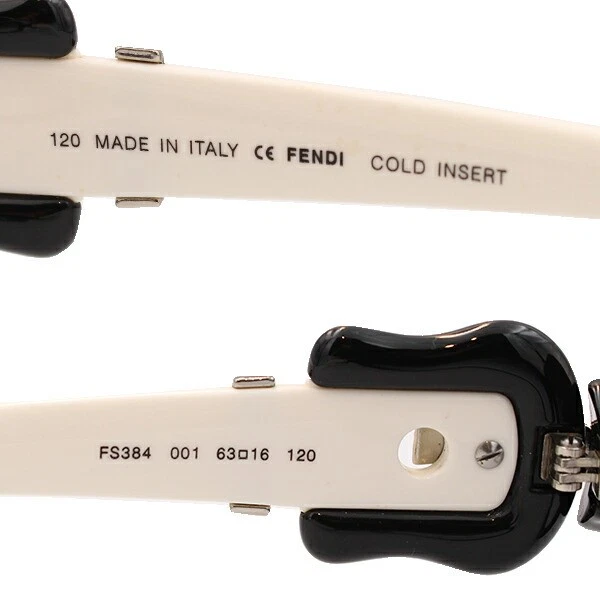 120 MADE IN ITALY CE FENDI COLD INSERT
FS384 001 63□16 120